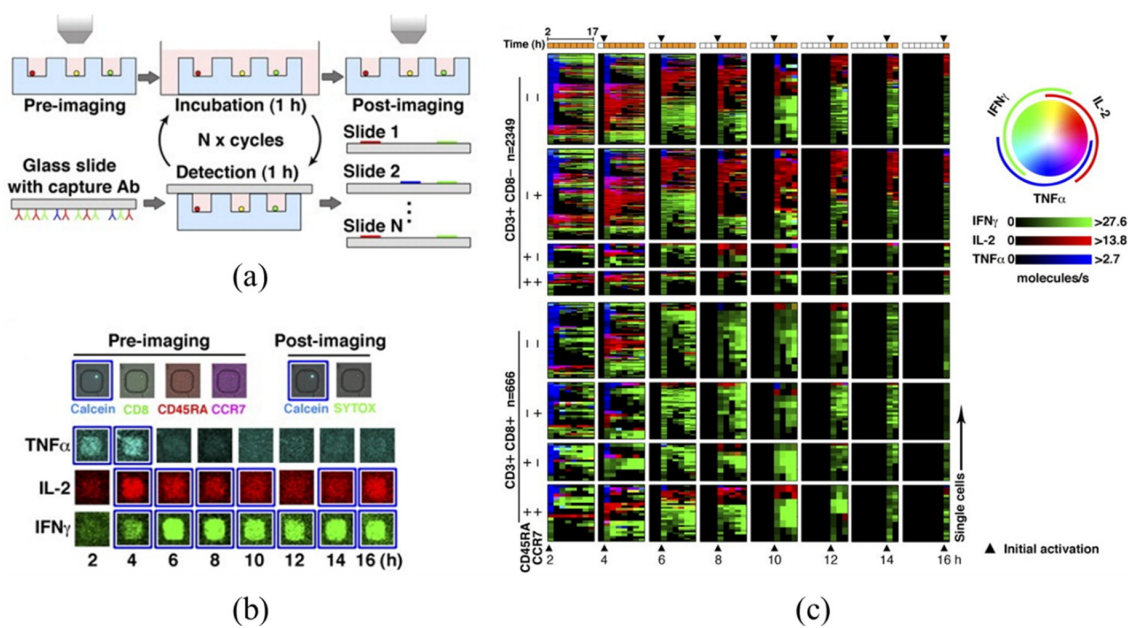 Pre-imaging
Incubation (1 h)
Post-imaging
N x cycles
Glass slide
with capture Ab
Detection (1 h)
Slide 1
Slide 2
Slide N
(a)
Pre-imaging
Post-imaging
Calcein
CD8
CD45RA
CCR7
Calcein
SYTOX
TNFα
IL-2
IFNγ
2 4 6 8 10 12 14 16 (h)
(b)
2 17
Time (h)
CD3+ CD8− n=2349
− −
− +
+ −
+ +
CD3+ CD8+ n=666
− −
− +
+ −
+ +
CD45RA
CCR7
2 4 6 8 10 12 14 16 h
Single cells
(c)
IFNγ
IL-2
TNFα
IFNγ 0 >27.6
IL-2 0 >13.8
TNFα 0 >2.7
molecules/s
▲ Initial activation